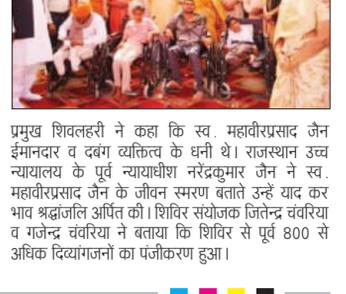 प्रमुख शिवलहरी ने कहा कि स्व. महावीरप्रसाद जैन
ईमानदार व दबंग व्यक्तित्व के धनी थे। राजस्थान उच्च
न्यायालय के पूर्व न्यायाधीश नरेंद्रकुमार जैन ने स्व.
महावीरप्रसाद जैन के जीवन स्मरण बताते उन्हें याद कर
भाव श्रद्धांजलि अर्पित की। शिविर संयोजक जितेन्द्र चंवरिया
व गजेन्द्र चंवरिया ने बताया कि शिविर से पूर्व 800 से
अधिक दिव्यांगजनों का पंजीकरण हुआ।